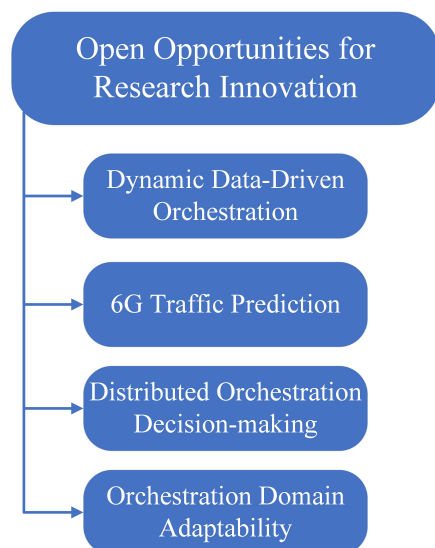 Open Opportunities for
Research Innovation
Dynamic Data-Driven
Orchestration
6G Traffic Prediction
Distributed Orchestration
Decision-making
Orchestration Domain
Adaptability